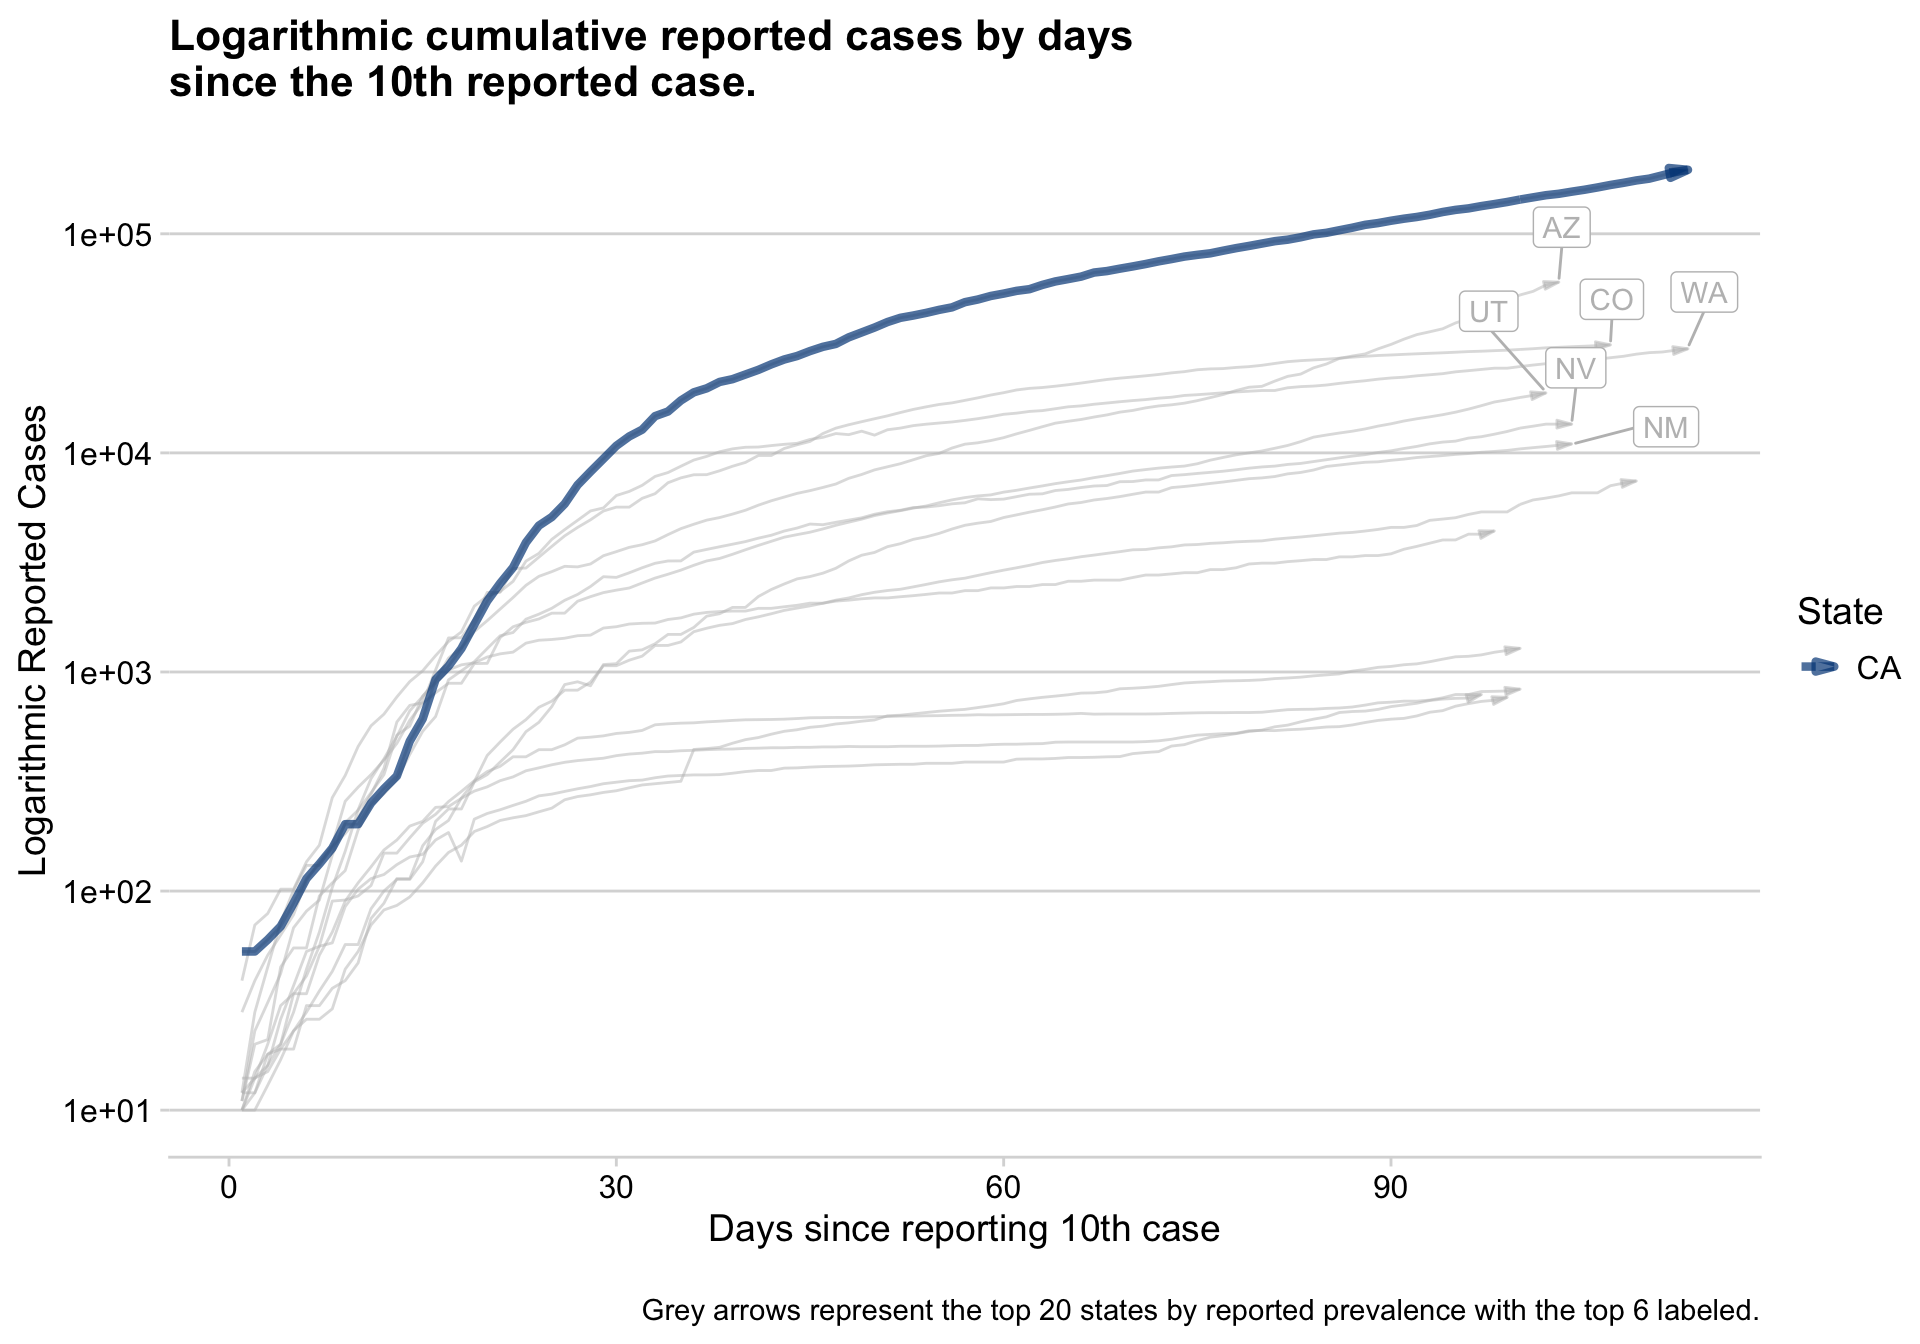 Logarithmic cumulative reported cases by days
since the 10th reported case.
Logarithmic Reported Cases
1e+05
1e+04
1e+03
1e+02
1e+01
AZ
CO
WA
UT
NV
NM
State
CA
0
30
60
90
Days since reporting 10th case
Grey arrows represent the top 20 states by reported prevalence with the top 6 labeled.